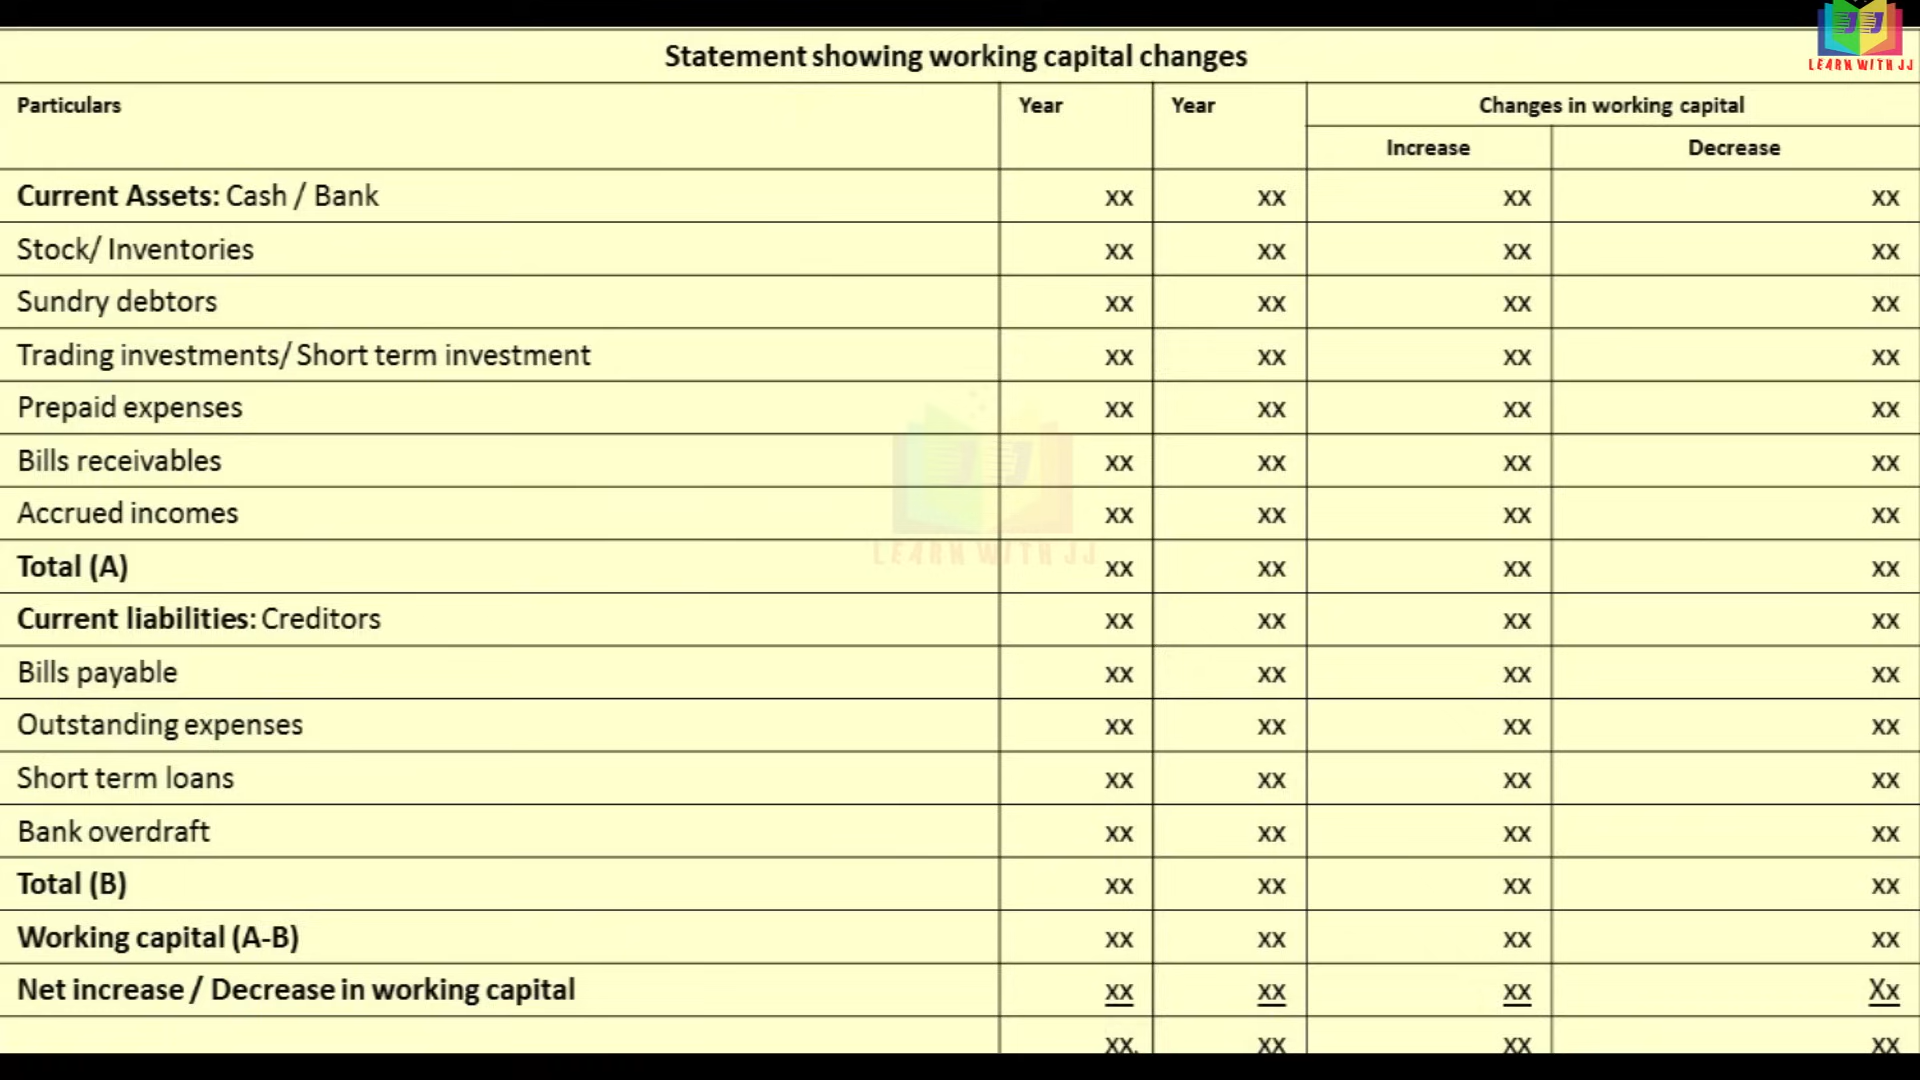 LEARN WITH JJ
Statement showing working capital changes
Particulars Year Year Changes in working capital
Increase Decrease
Current Assets: Cash / Bank xx xx xx xx
Stock/ Inventories xx xx xx xx
Sundry debtors xx xx xx xx
Trading investments/ Short term investment xx xx xx xx
Prepaid expenses xx xx xx xx
Bills receivables xx xx xx xx
Accrued incomes xx xx xx xx
LEARN WITH JJ
Total (A) xx xx xx xx
Current liabilities: Creditors xx xx xx xx
Bills payable xx xx xx xx
Outstanding expenses xx xx xx xx
Short term loans xx xx xx xx
Bank overdraft xx xx xx xx
Total (B) xx xx xx xx
Working capital (A-B) xx xx xx xx
Net increase / Decrease in working capital xx xx xx Xx
xx. xx xx xx